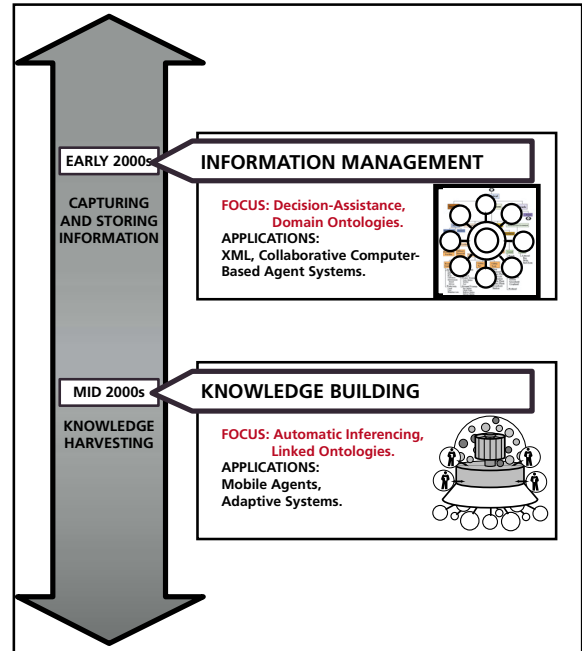 EARLY 2000s
INFORMATION MANAGEMENT
CAPTURING
AND STORING
INFORMATION
FOCUS: Decision-Assistance,
Domain Ontologies.
APPLICATIONS:
XML, Collaborative Computer-
Based Agent Systems.
MID 2000s
KNOWLEDGE BUILDING
KNOWLEDGE
HARVESTING
FOCUS: Automatic Inferencing,
Linked Ontologies.
APPLICATIONS:
Mobile Agents,
Adaptive Systems.